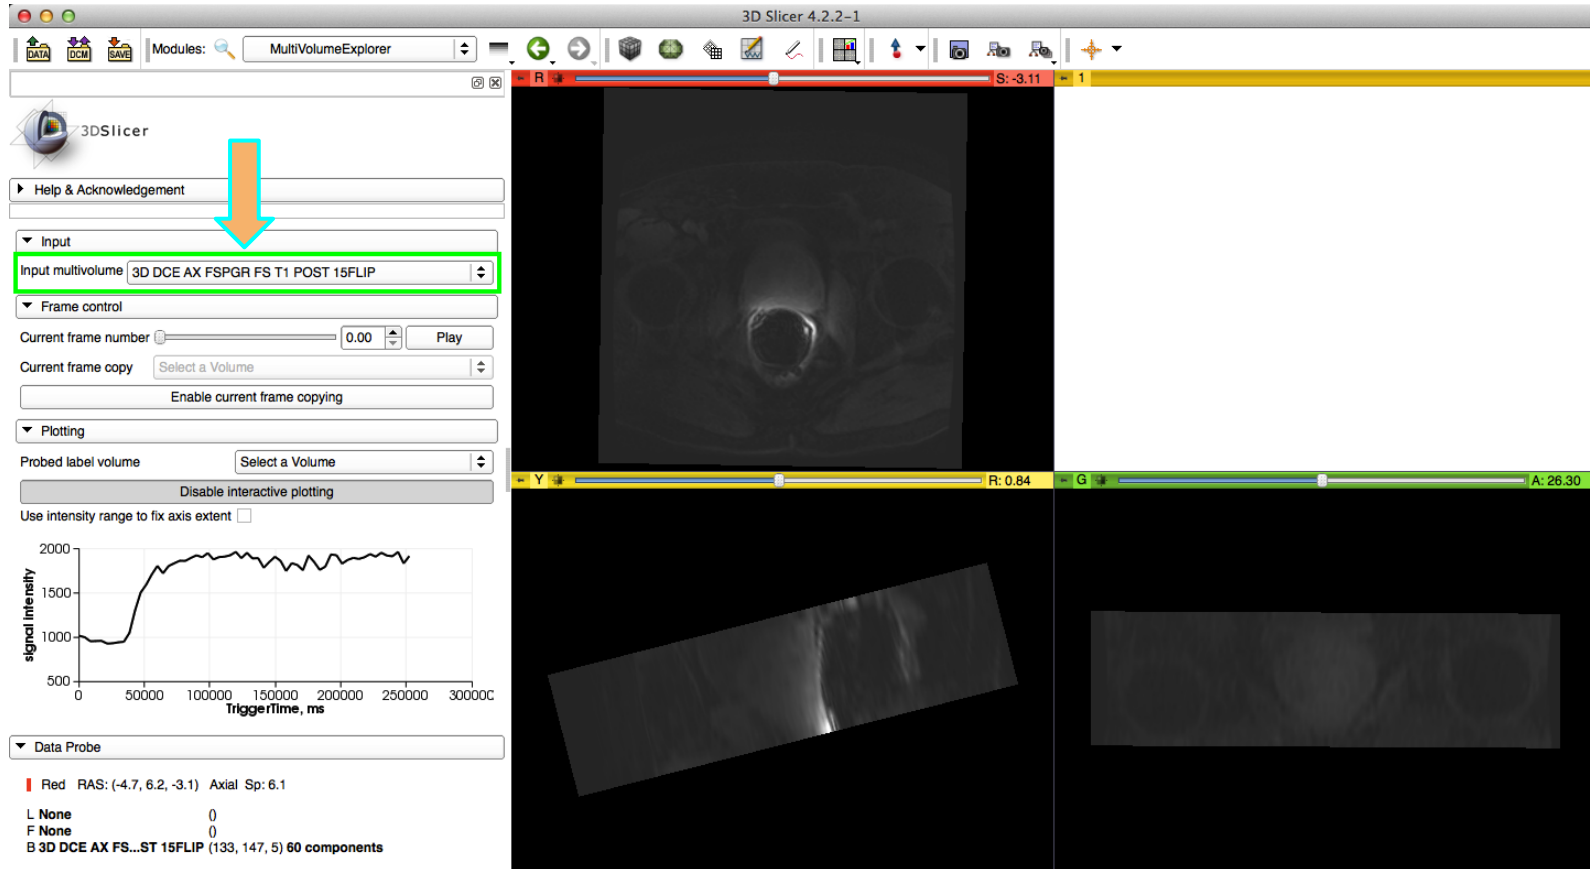 3D Slicer 4.2.2-1
DATA DCM SAVE Modules: MultiVolumeExplorer
R S: -3.11 1
3DSlicer
Help & Acknowledgement
Input
Input multivolume 3D DCE AX FSPGR FS T1 POST 15FLIP
Frame control
Current frame number 0.00 Play
Current frame copy Select a Volume
Enable current frame copying
Plotting
Probed label volume Select a Volume
Disable interactive plotting
Use intensity range to fix axis extent
Y R: 0.84 G A: 26.30
signal intensity
2000
1500
1000
500
0 50000 100000 150000 200000 250000 30000C
TriggerTime, ms
Data Probe
Red RAS: (-4.7, 6.2, -3.1) Axial Sp: 6.1
L None ()
F None ()
B 3D DCE AX FS...ST 15FLIP (133, 147, 5) 60 components